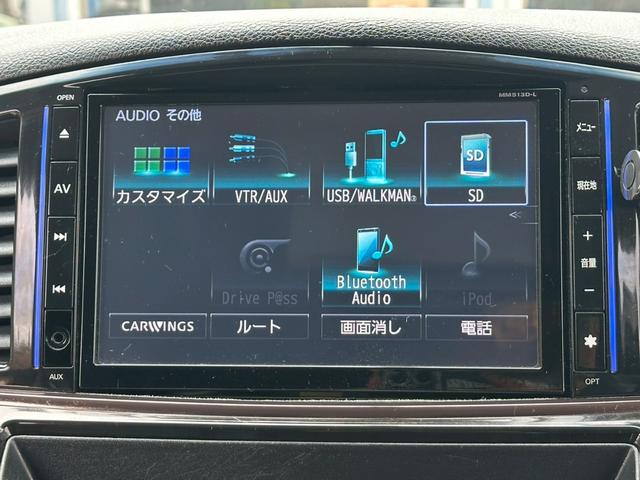 OPEN
MM513D-L
AUDIO その他
メニュー
AV
カスタマイズ
VTR/AUX
USB/WALKMAN®
SD
SD
現在地
≪
+
音量
−
Drive P@ss
Bluetooth
Audio
iPod
CARWINGS
ルート
画面消し
電話
AUX
OPT